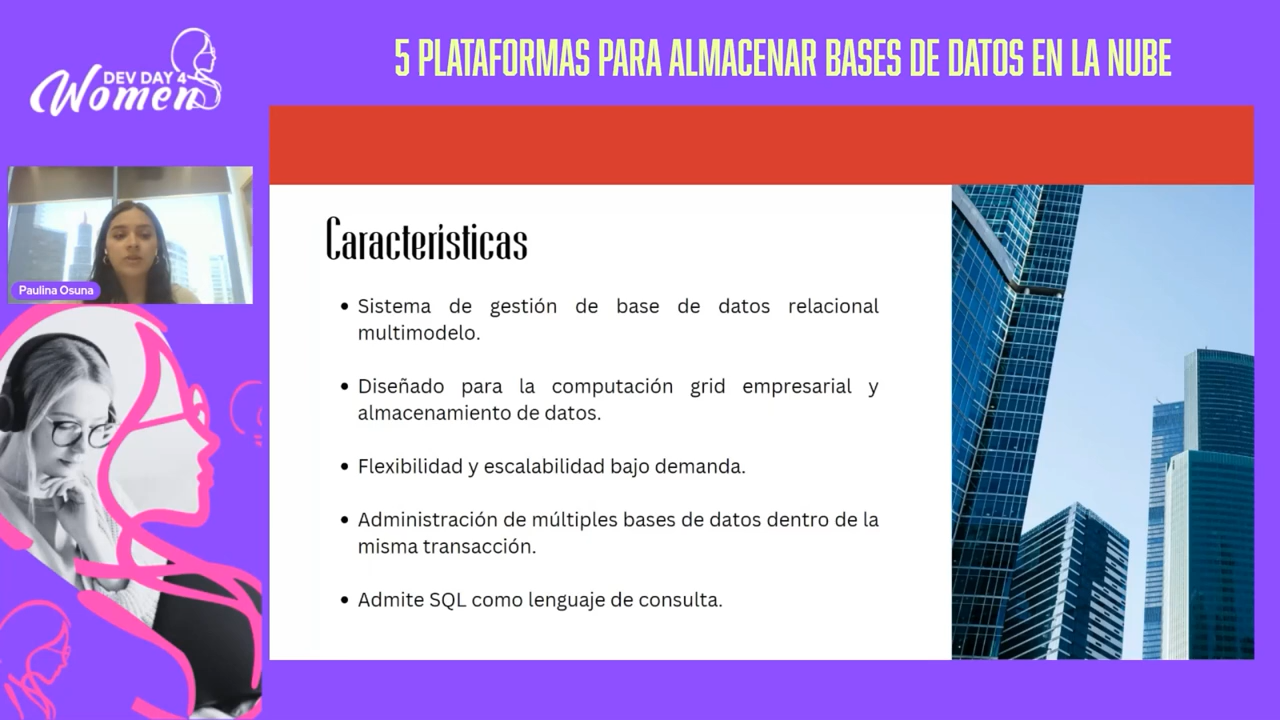 DEV DAY 4
Women
5 PLATAFORMAS PARA ALMACENAR BASES DE DATOS EN LA NUBE
Paulina Osuna
Características
• Sistema de gestión de base de datos relacional
multimodelo.
• Diseñado para la computación grid empresarial y
almacenamiento de datos.
• Flexibilidad y escalabilidad bajo demanda.
• Administración de múltiples bases de datos dentro de la
misma transacción.
• Admite SQL como lenguaje de consulta.